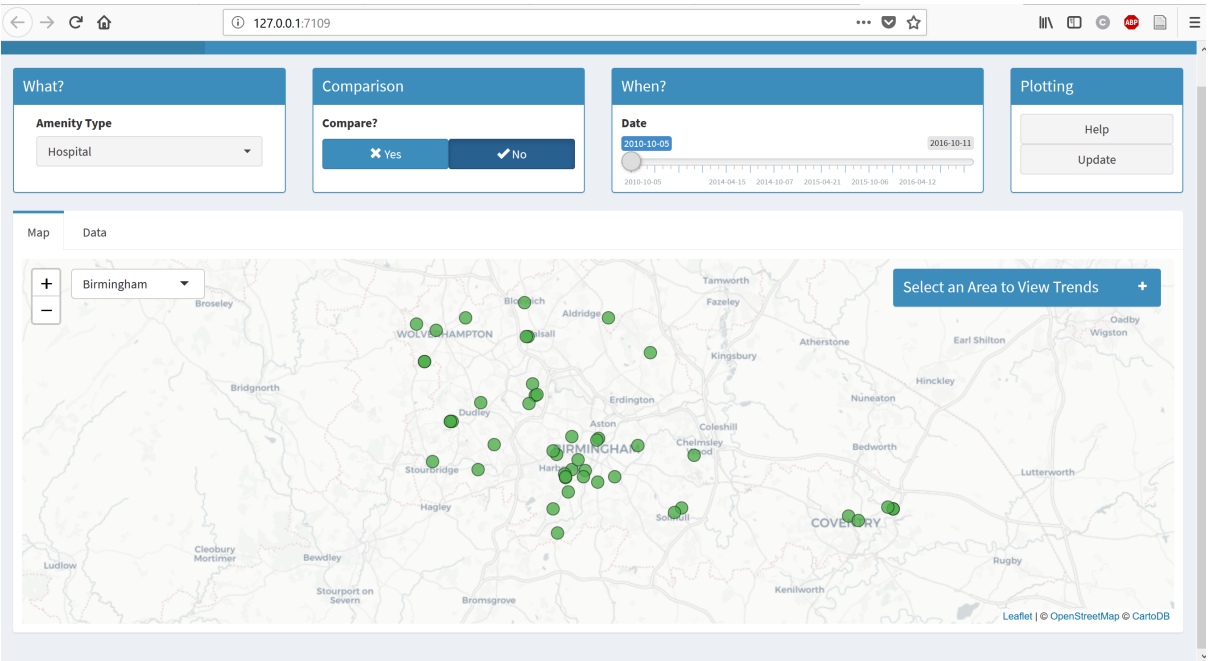 127.0.0.1:7109
ABP
What?
Comparison
When?
Plotting
Amenity Type
Hospital
Compare?
Yes
No
Date
2010-10-05
2016-10-11
2010-10-05 2014-04-15 2014-10-07 2015-04-21 2015-10-06 2016-04-12
Help
Update
Map Data
+
−
Birmingham
Select an Area to View Trends +
Tamworth
Broseley
Fazeley
Aldridge
Oadby
Wigston
WOLVERHAMPTON
Atherstone
Earl Shilton
Kingsbury
Hinckley
Bridgnorth
Erdington
Nuneaton
Dudley
Aston
Coleshill
BIRMINGHAM
Chelmsley
Wood
Bedworth
Stourbridge
Lutterworth
Hagley
Solihull
COVENTRY
Cleobury
Mortimer
Bewdley
Ludlow
Rugby
Stourport on
Severn
Bromsgrove
Kenilworth
Leaflet | © OpenStreetMap © CartoDB